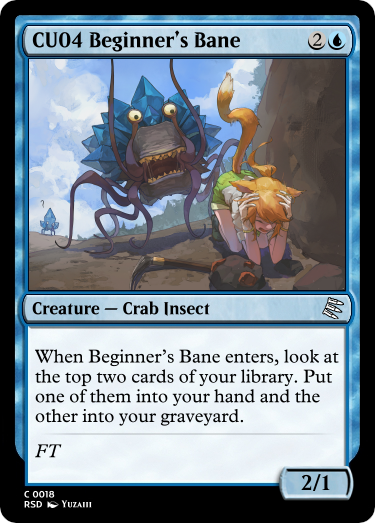 CU04 Beginner's Bane 2
?
Creature — Crab Insect
When Beginner's Bane enters, look at
the top two cards of your library. Put
one of them into your hand and the
other into your graveyard.
FT
2/1
C 0018
RSD Yuzaiii